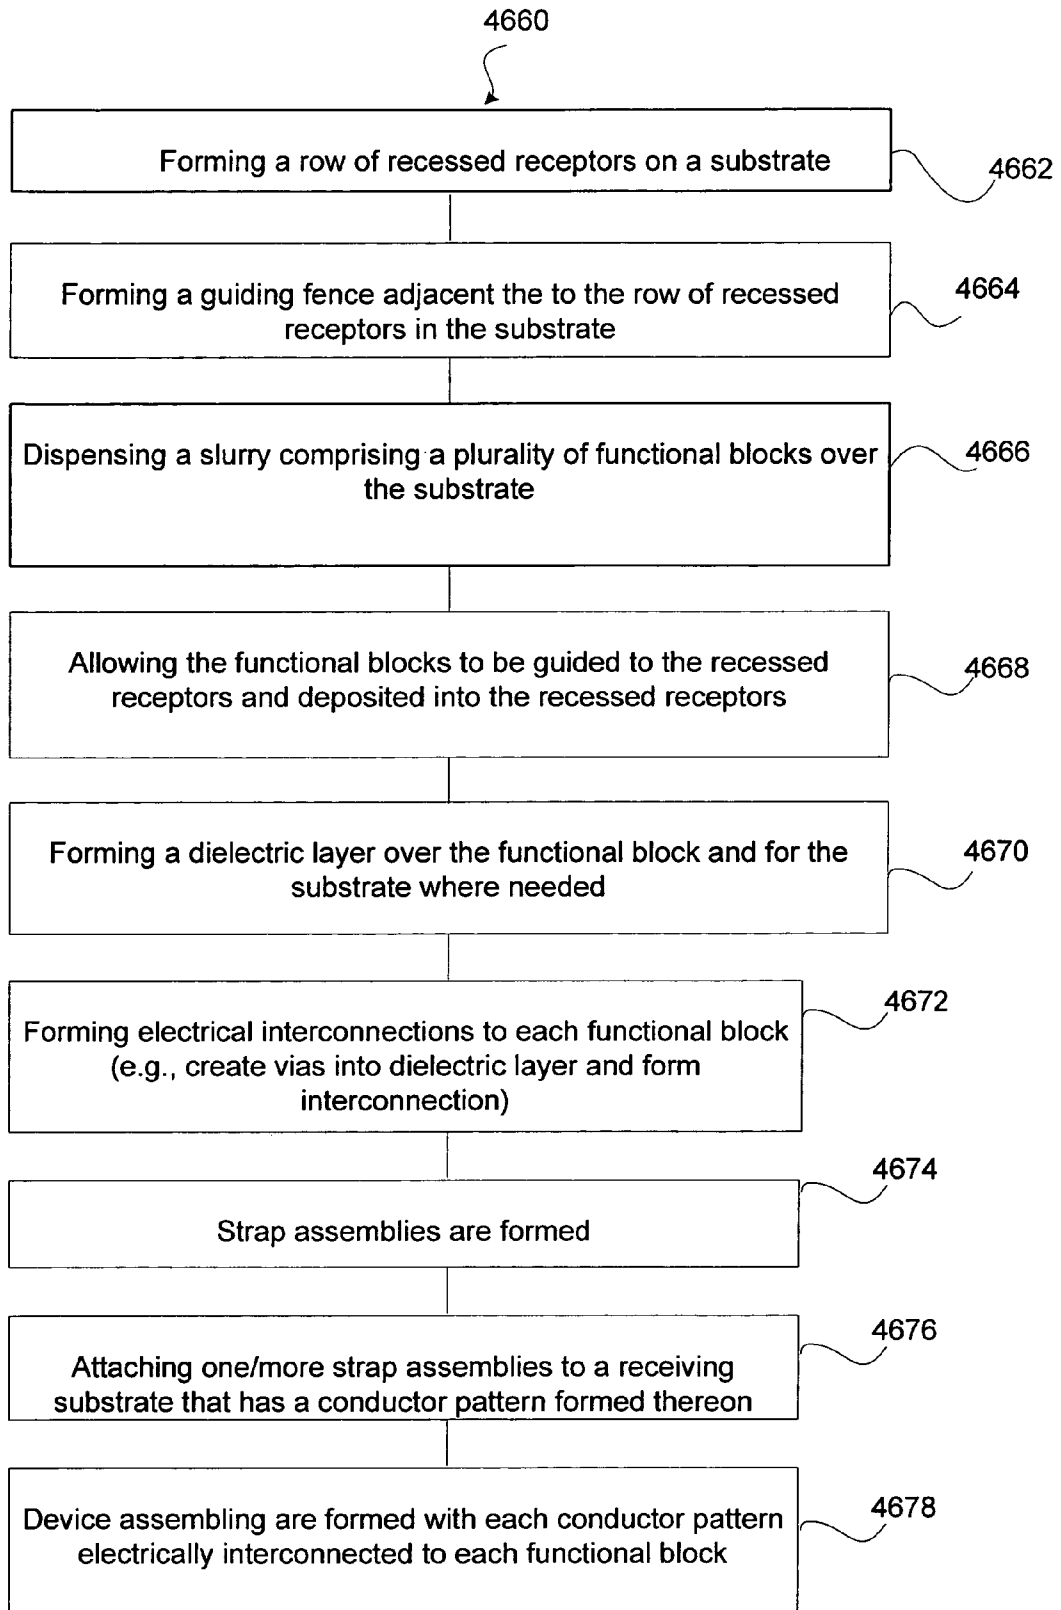 4660
Forming a row of recessed receptors on a substrate
4662
Forming a guiding fence adjacent the to the row of recessed
receptors in the substrate
4664
Dispensing a slurry comprising a plurality of functional blocks over
the substrate
4666
Allowing the functional blocks to be guided to the recessed
receptors and deposited into the recessed receptors
4668
Forming a dielectric layer over the functional block and for the
substrate where needed
4670
Forming electrical interconnections to each functional block
(e.g., create vias into dielectric layer and form
interconnection)
4672
Strap assemblies are formed
4674
Attaching one/more strap assemblies to a receiving
substrate that has a conductor pattern formed thereon
4676
Device assembling are formed with each conductor pattern
electrically interconnected to each functional block
4678